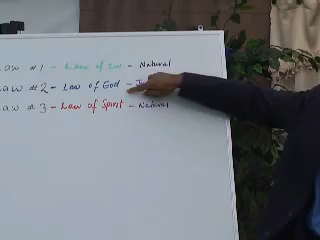 aw #1 - Law of Sin - Natural
aw #2 - Law of God -
aw #3 - Law of Spirit - Natural